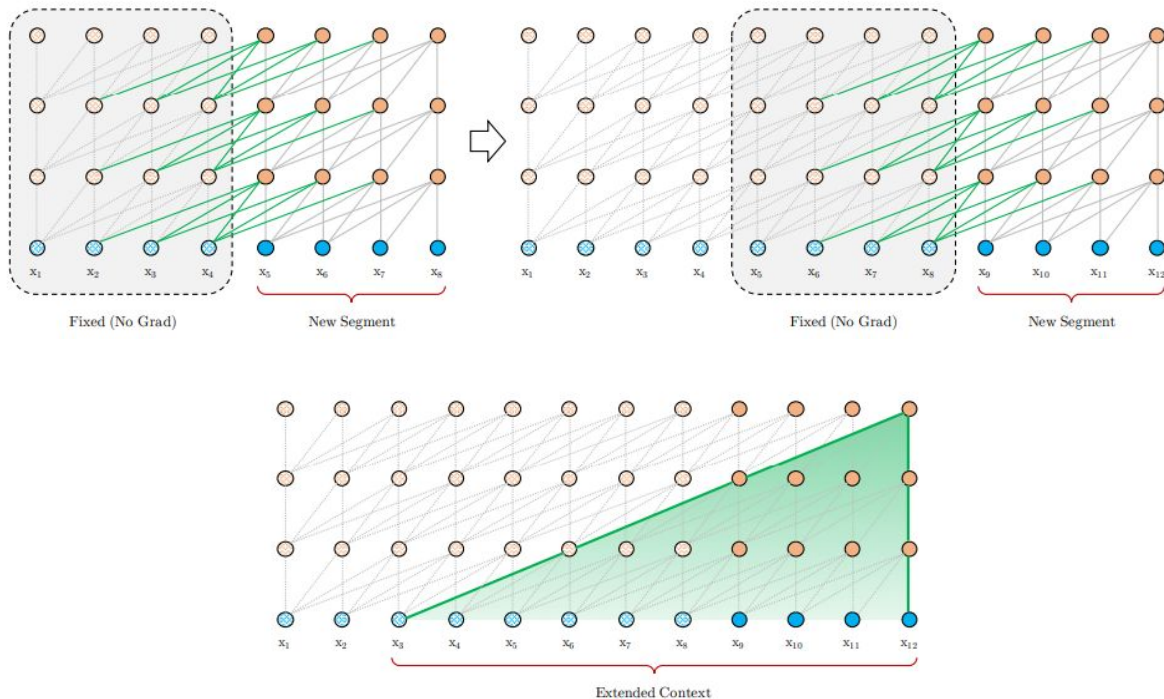 x₁ x₂ x₃ x₄ x₅ x₆ x₇ x₈
Fixed (No Grad) New Segment
x₁ x₂ x₃ x₄ x₅ x₆ x₇ x₈ x₉ x₁₀ x₁₁ x₁₂
Fixed (No Grad) New Segment
x₁ x₂ x₃ x₄ x₅ x₆ x₇ x₈ x₉ x₁₀ x₁₁ x₁₂
Extended Context